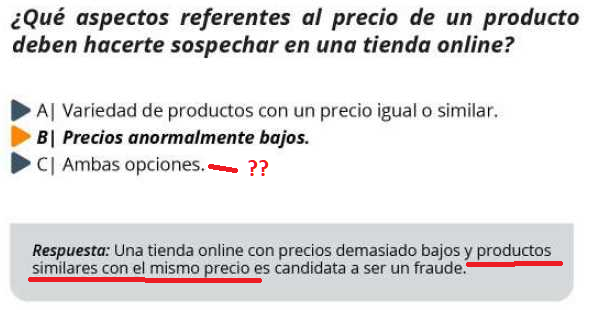 ¿Qué aspectos referentes al precio de un producto
deben hacerte sospechar en una tienda online?
A| Variedad de productos con un precio igual o similar.
B| Precios anormalmente bajos.
C| Ambas opciones. ??
Respuesta: Una tienda online con precios demasiado bajos y productos
similares con el mismo precio es candidata a ser un fraude.